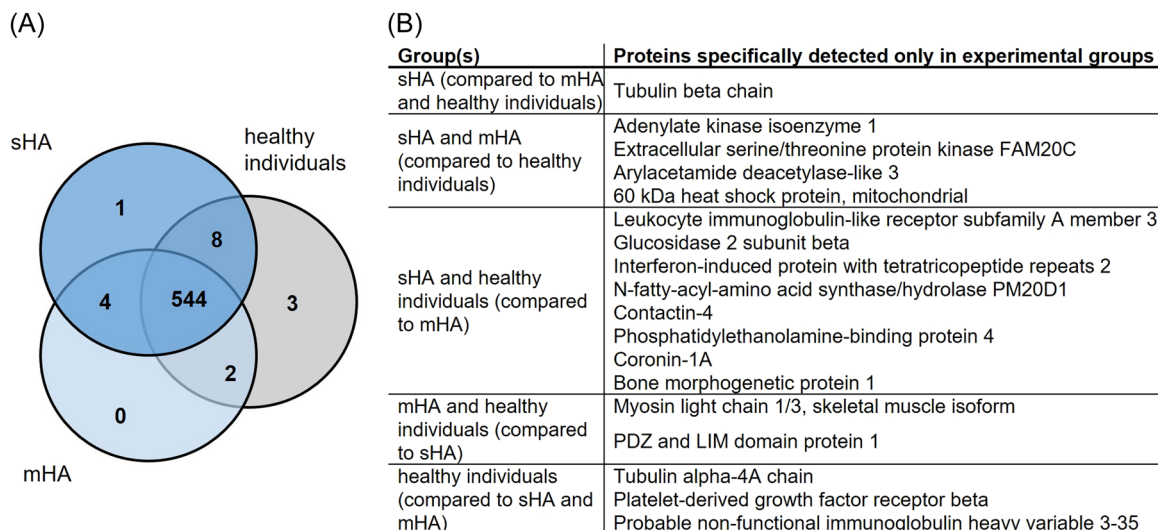 (A)
sHA
healthy
individuals
1
8
4
544
3
2
0
mHA
(B)
Group(s)
Proteins specifically detected only in experimental groups
sHA (compared to mHA
and healthy individuals)
Tubulin beta chain
sHA and mHA
(compared to healthy
individuals)
Adenylate kinase isoenzyme 1
Extracellular serine/threonine protein kinase FAM20C
Arylacetamide deacetylase-like 3
60 kDa heat shock protein, mitochondrial
sHA and healthy
individuals (compared
to mHA)
Leukocyte immunoglobulin-like receptor subfamily A member 3
Glucosidase 2 subunit beta
Interferon-induced protein with tetratricopeptide repeats 2
N-fatty-acyl-amino acid synthase/hydrolase PM20D1
Contactin-4
Phosphatidylethanolamine-binding protein 4
Coronin-1A
Bone morphogenetic protein 1
mHA and healthy
individuals (compared
to sHA)
Myosin light chain 1/3, skeletal muscle isoform
PDZ and LIM domain protein 1
healthy individuals
(compared to sHA and
mHA)
Tubulin alpha-4A chain
Platelet-derived growth factor receptor beta
Probable non-functional immunoglobulin heavy variable 3-35